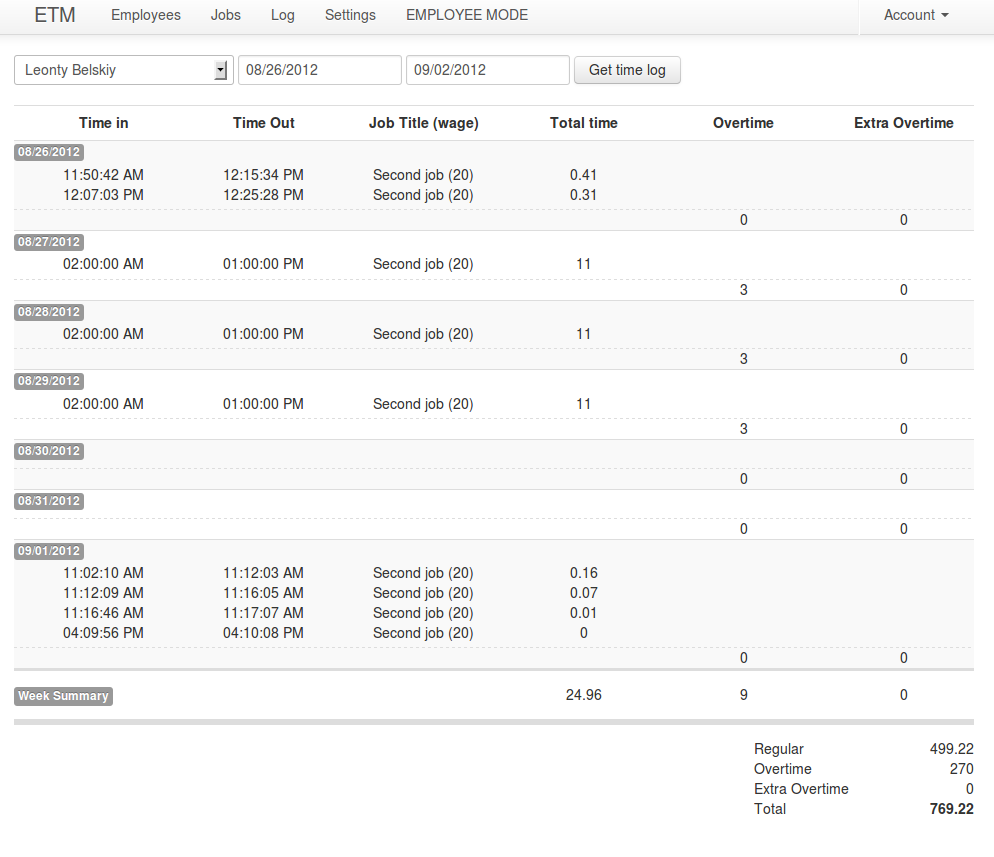 ETM Employees Jobs Log Settings EMPLOYEE MODE Account
Leonty Belskiy 08/26/2012 09/02/2012 Get time log
Time in Time Out Job Title (wage) Total time Overtime Extra Overtime
08/26/2012
11:50:42 AM 12:15:34 PM Second job (20) 0.41
12:07:03 PM 12:25:28 PM Second job (20) 0.31
0 0
08/27/2012
02:00:00 AM 01:00:00 PM Second job (20) 11
3 0
08/28/2012
02:00:00 AM 01:00:00 PM Second job (20) 11
3 0
08/29/2012
02:00:00 AM 01:00:00 PM Second job (20) 11
3 0
08/30/2012
0 0
08/31/2012
0 0
09/01/2012
11:02:10 AM 11:12:03 AM Second job (20) 0.16
11:12:09 AM 11:16:05 AM Second job (20) 0.07
11:16:46 AM 11:17:07 AM Second job (20) 0.01
04:09:56 PM 04:10:08 PM Second job (20) 0
0 0
Week Summary 24.96 9 0
Regular 499.22
Overtime 270
Extra Overtime 0
Total 769.22